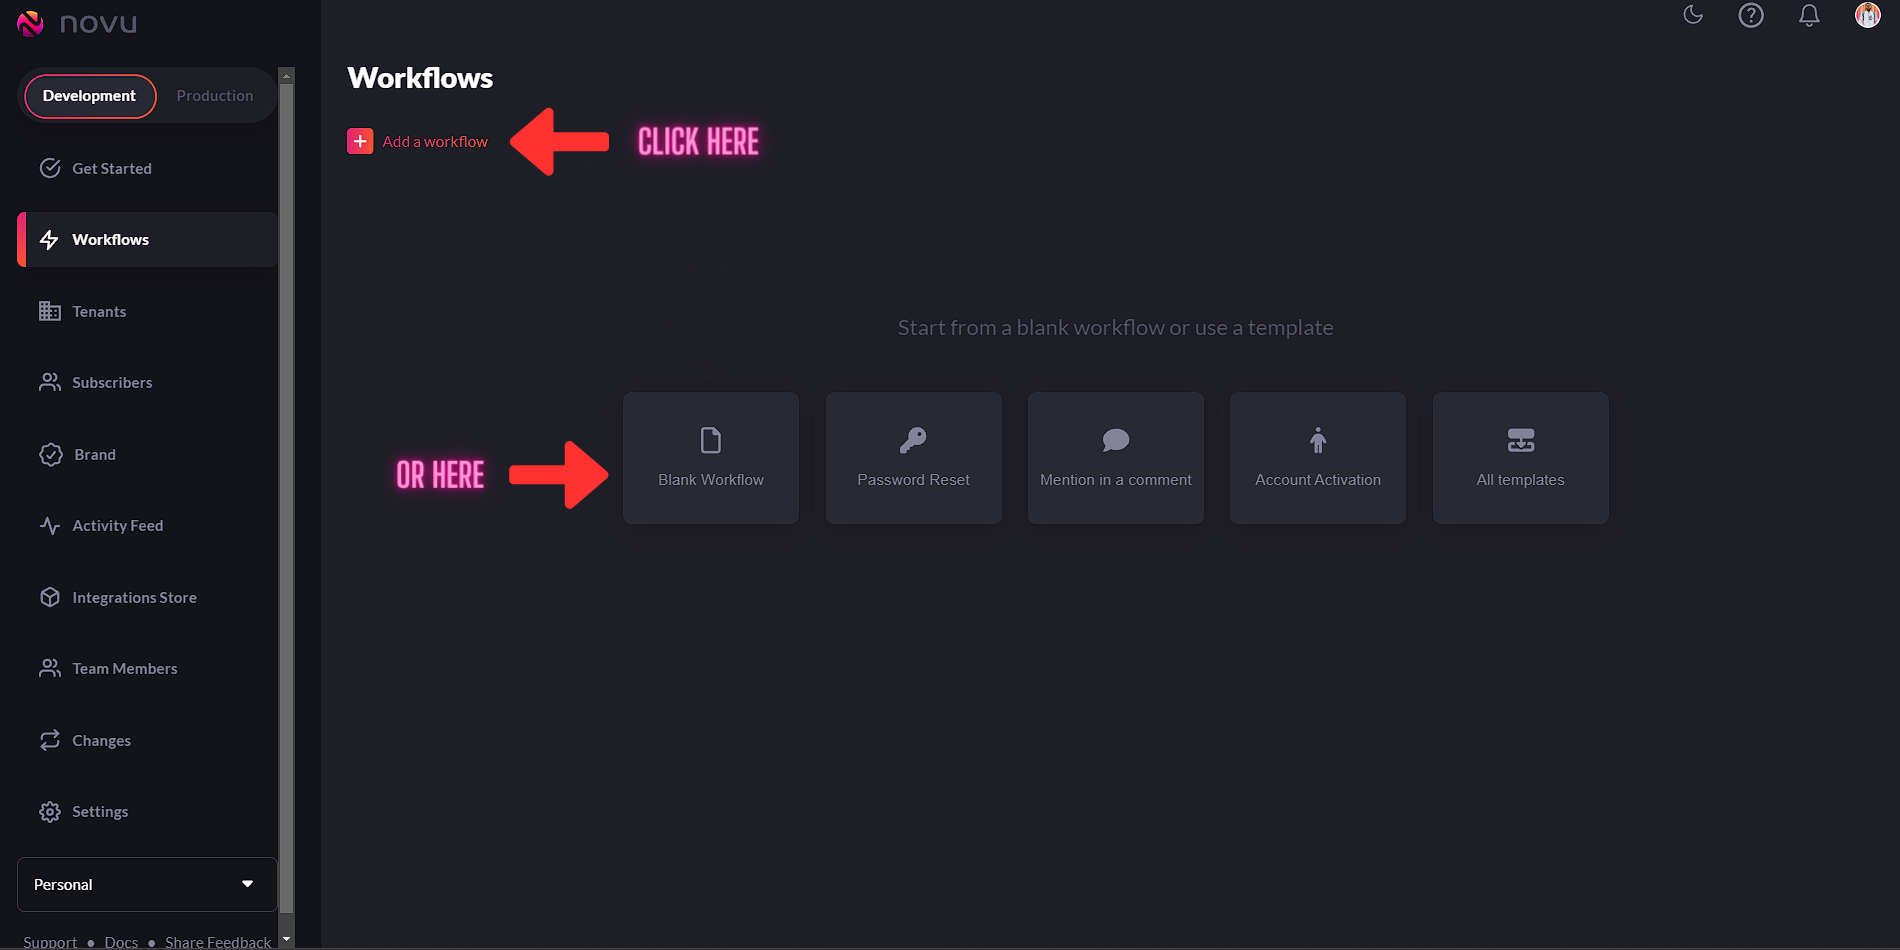 novu
Development Production
Get Started
Workflows
Tenants
Subscribers
Brand
Activity Feed
Integrations Store
Team Members
Changes
Settings
Personal
Support • Docs • Share Feedback
Workflows
Add a workflow
CLICK HERE
Start from a blank workflow or use a template
OR HERE
Blank Workflow
Password Reset
Mention in a comment
Account Activation
All templates